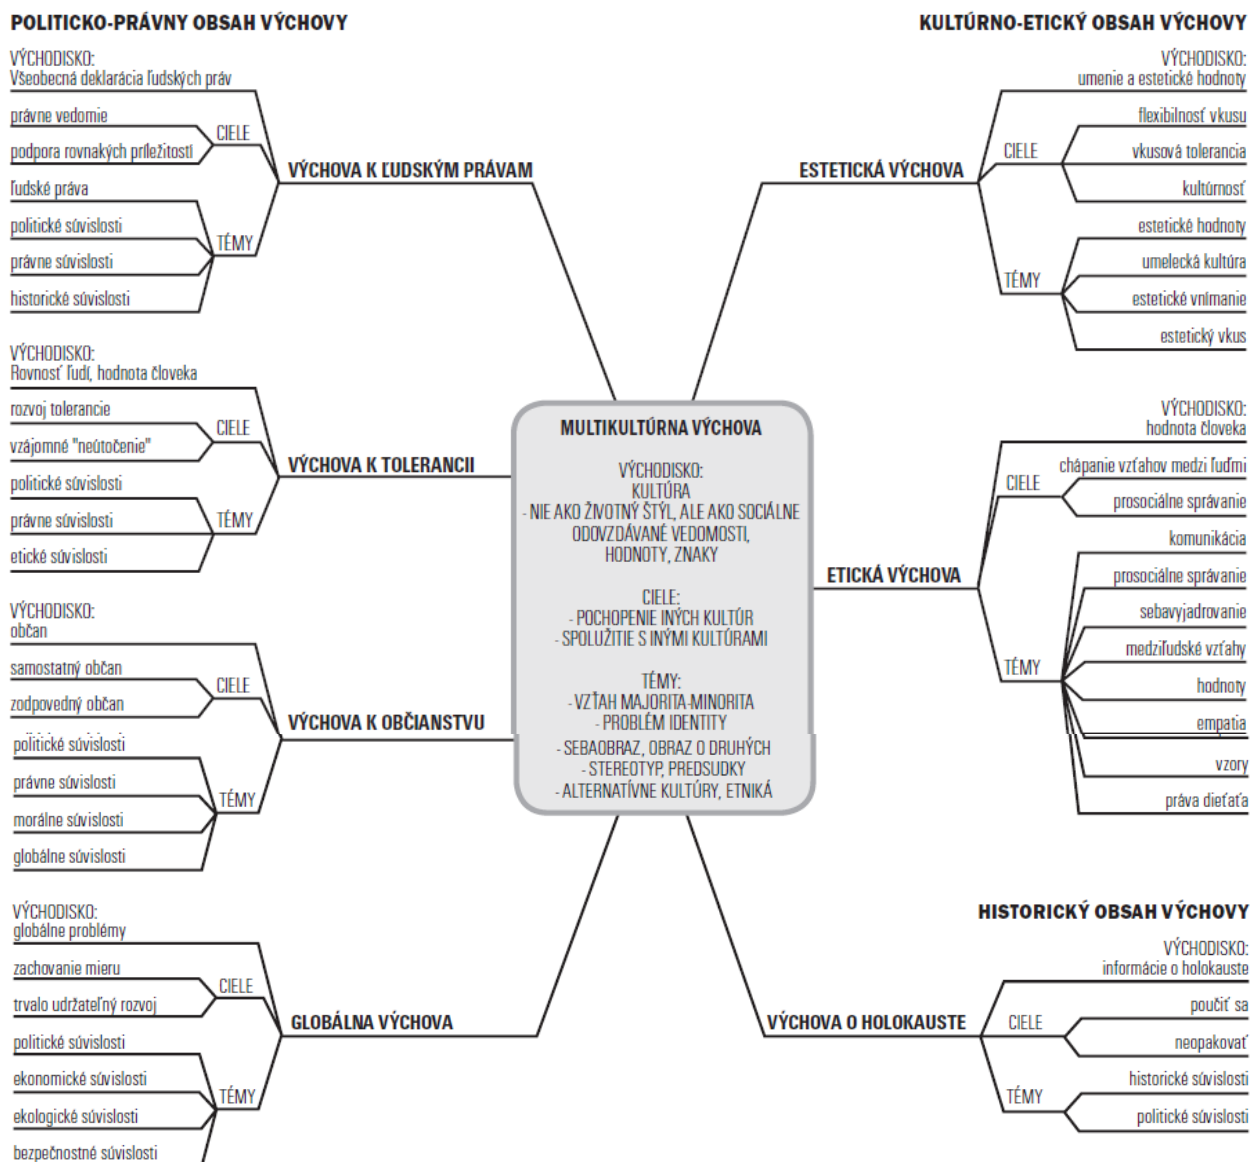 POLITICKO-PRÁVNY OBSAH VÝCHOVY
VÝCHODISKO:
Všeobecná deklarácia ľudských práv
právne vedomie
podpora rovnakých príležitostí
CIELE
VÝCHOVA K ĽUDSKÝM PRÁVAM
ľudské práva
politické súvislosti
právne súvislosti
historické súvislosti
TÉMY
VÝCHODISKO:
Rovnosť ľudí, hodnota človeka
rozvoj tolerancie
vzájomné "neútočenie"
CIELE
VÝCHOVA K TOLERANCII
politické súvislosti
právne súvislosti
etické súvislosti
TÉMY
VÝCHODISKO:
občan
samostatný občan
zodpovedný občan
CIELE
VÝCHOVA K OBČIANSTVU
politické súvislosti
právne súvislosti
morálne súvislosti
globálne súvislosti
TÉMY
VÝCHODISKO:
globálne problémy
zachovanie mieru
trvalo udržateľný rozvoj
CIELE
GLOBÁLNA VÝCHOVA
politické súvislosti
ekonomické súvislosti
ekologické súvislosti
bezpečnostné súvislosti
TÉMY
MULTIKULTÚRNA VÝCHOVA
VÝCHODISKO:
KULTÚRA
- NIE AKO ŽIVOTNÝ ŠTÝL, ALE AKO SOCIÁLNE
ODOVZDÁVANÉ VEDOMOSTI,
HODNOTY, ZNAKY
CIELE:
- POCHOPENIE INÝCH KULTÚR
- SPOLUŽITIE S INÝMI KULTÚRAMI
TÉMY:
- VZŤAH MAJORITA-MINORITA
- PROBLÉM IDENTITY
- SEBAOBRAZ, OBRAZ O DRUHÝCH
- STEREOTYP, PREDSUDKY
- ALTERNATÍVNE KULTÚRY, ETNIKÁ
KULTÚRNO-ETICKÝ OBSAH VÝCHOVY
VÝCHODISKO:
umenie a estetické hodnoty
flexibilnosť vkusu
vkusová tolerancia
kultúrnosť
CIELE
ESTETICKÁ VÝCHOVA
estetické hodnoty
umelecká kultúra
estetické vnímanie
estetický vkus
TÉMY
VÝCHODISKO:
hodnota človeka
chápanie vzťahov medzi ľuďmi
prosociálne správanie
CIELE
ETICKÁ VÝCHOVA
komunikácia
prosociálne správanie
sebavyjadrovanie
medziľudské vzťahy
hodnoty
empatia
vzory
práva dieťaťa
TÉMY
HISTORICKÝ OBSAH VÝCHOVY
VÝCHODISKO:
informácie o holokauste
poučiť sa
neopakovať
CIELE
VÝCHOVA O HOLOKAUSTE
historické súvislosti
politické súvislosti
TÉMY